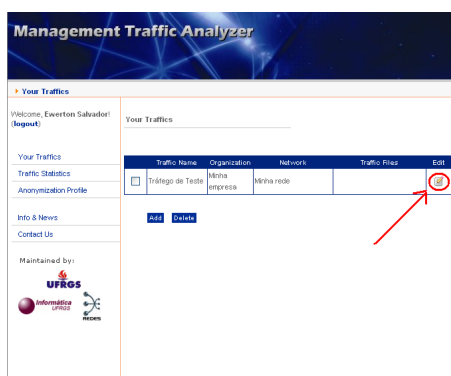 Management Traffic Analyzer
Your Traffics
Welcome, Ewerton Salvador!
(logout)
Your Traffics
Your Traffics
Traffic Statistics
Anonymization Profile
Info & News
Contact Us
Maintained by:
UFRGS
Informática
UFRGS
REDES
Traffic Name Organization Network Traffic Files Edit
Tráfego de Teste Minha empresa Minha rede
Add Delete